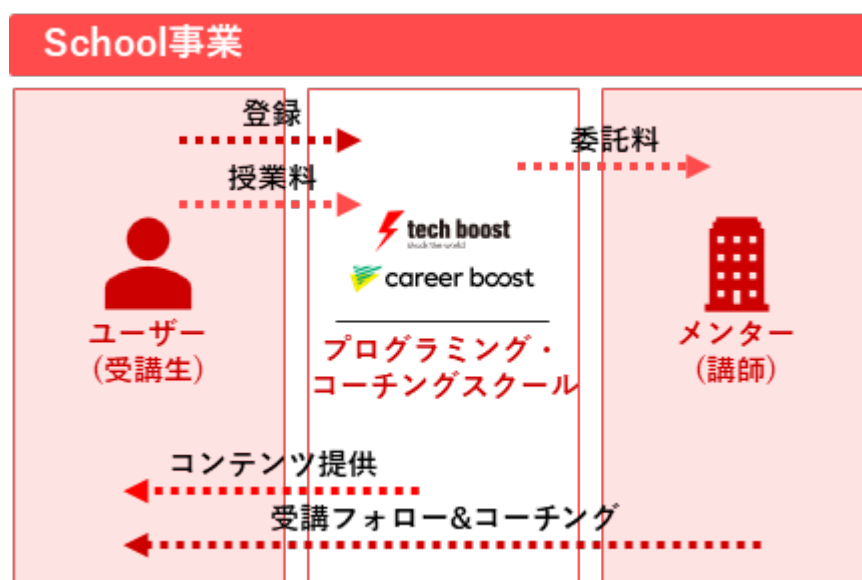 School事業
登録
委託料
授業料
tech boost
shock the world
career boost
ユーザー
(受講生)
プログラミング・
コーチングスクール
メンター
(講師)
コンテンツ提供
受講フォロー&コーチング